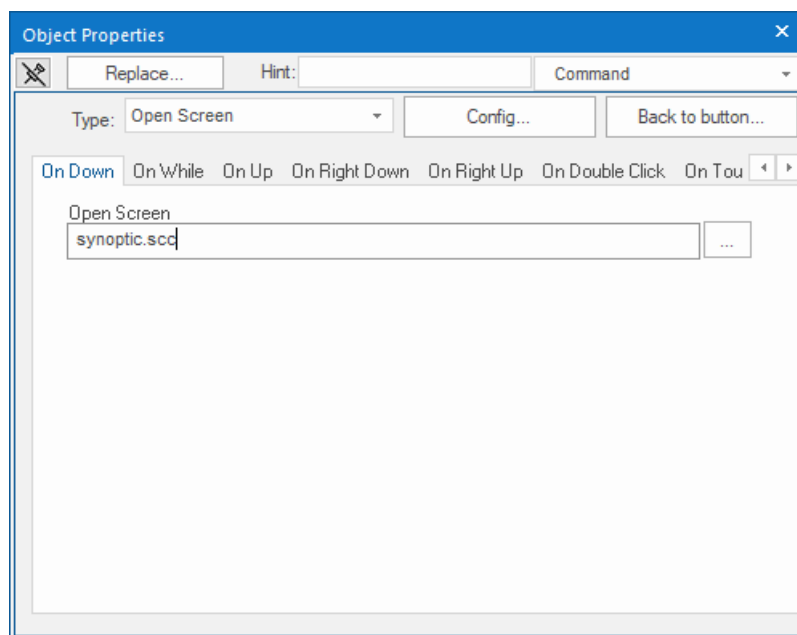 Object Properties
Replace... Hint: Command
Type: Open Screen Config... Back to button...
On Down On While On Up On Right Down On Right Up On Double Click On Tou
Open Screen
synoptic.scc
...